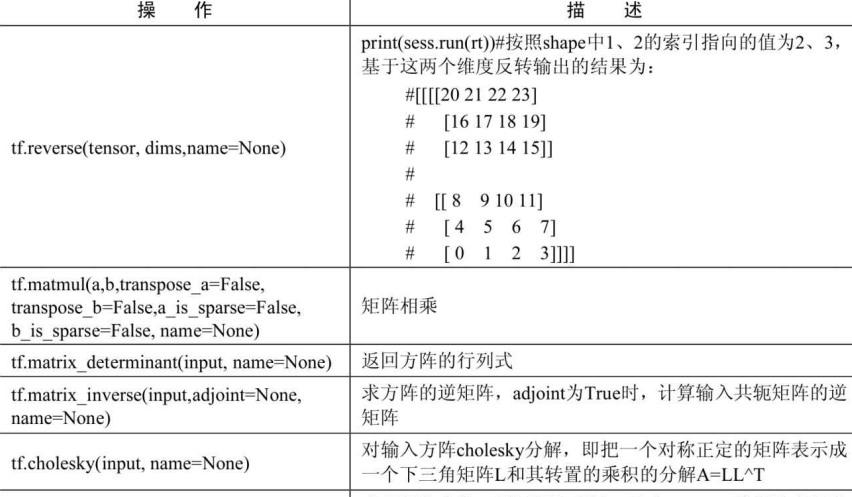 操 作
描 述
tf.reverse(tensor, dims,name=None)
print(sess.run(rt))#按照shape中1、2的索引指向的值为2、3，
基于这两个维度反转输出的结果为：
#[[[[20 21 22 23]
# [16 17 18 19]
# [12 13 14 15]]
#
# [[ 8 9 10 11]
# [ 4 5 6 7]
# [ 0 1 2 3]]]]
tf.matmul(a,b,transpose_a=False,
transpose_b=False,a_is_sparse=False,
b_is_sparse=False, name=None)
矩阵相乘
tf.matrix_determinant(input, name=None)
返回方阵的行列式
tf.matrix_inverse(input,adjoint=None,
name=None)
求方阵的逆矩阵，adjoint为True时，计算输入共轭矩阵的逆
矩阵
tf.cholesky(input, name=None)
对输入方阵cholesky分解，即把一个对称正定的矩阵表示成
一个下三角矩阵L和其转置的乘积的分解A=LL^T